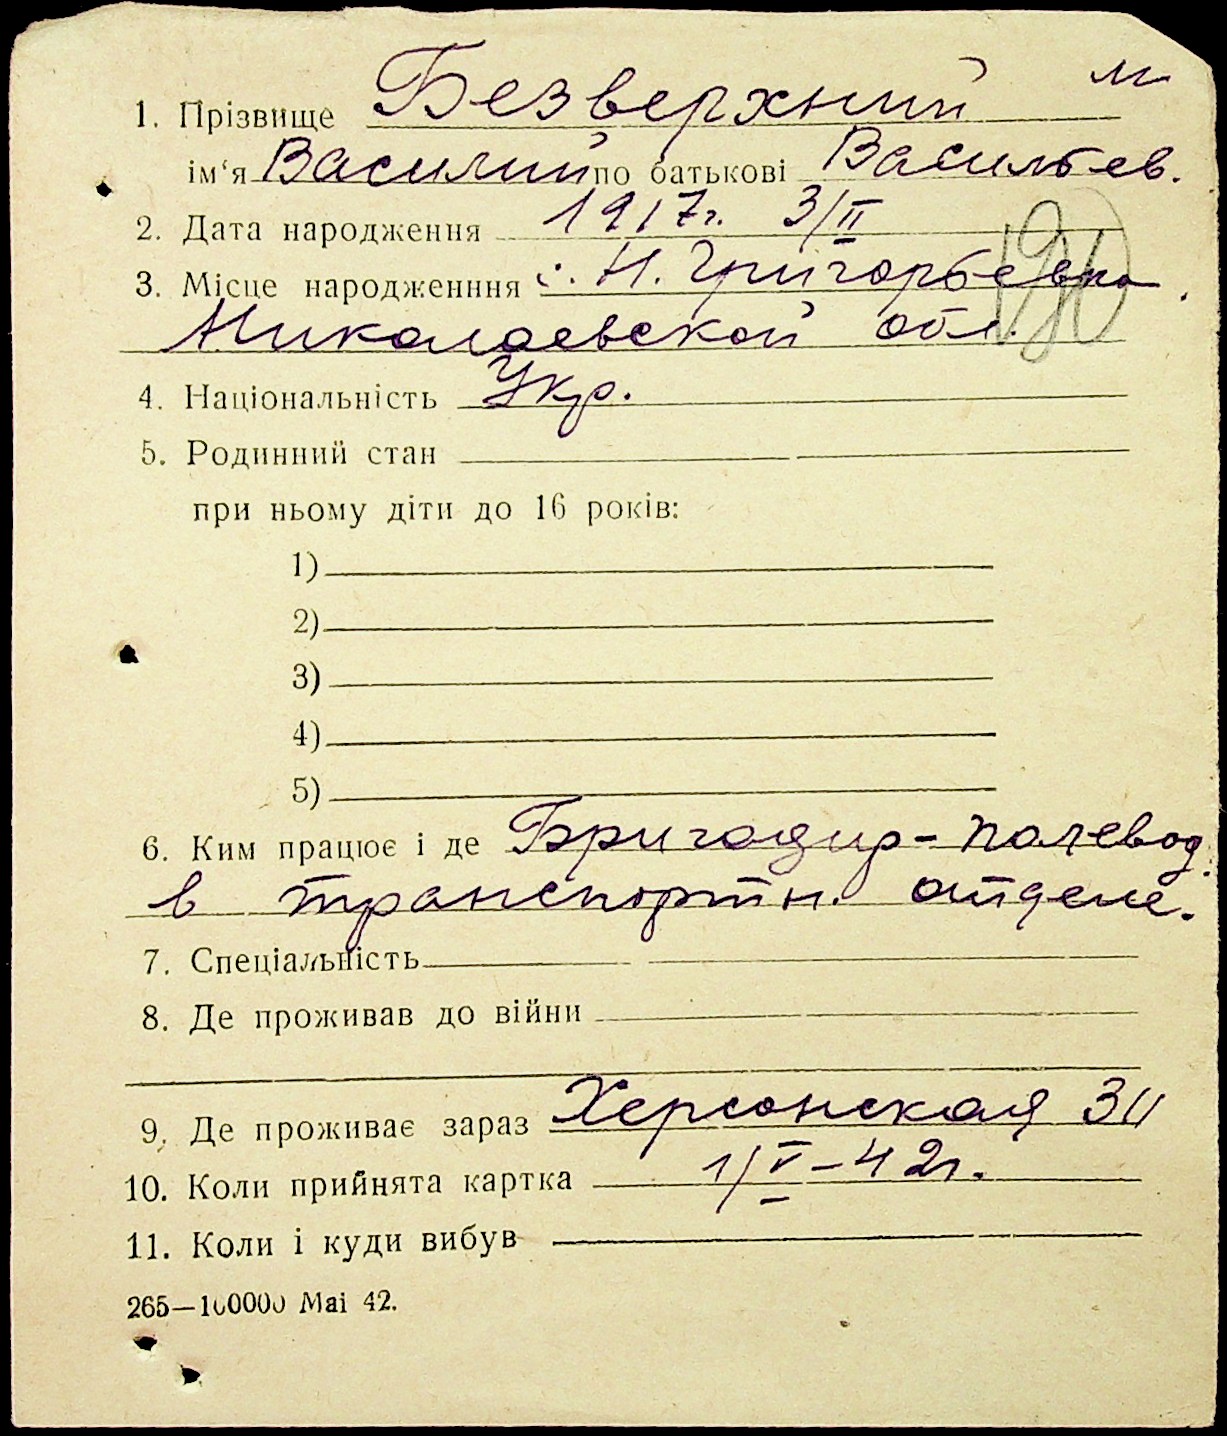 м
1. Прізвище Безверхний
ім‘я Василий по батькові Васильев.
2. Дата народження 1917г. 3/II
3. Місце народженння с. Н. Григорьевка
Николаевской обл.
4. Національність Укр.
5. Родинний стан
при ньому діти до 16 років:
1)
2)
3)
4)
5)
6. Ким працює і де Бригадир-полевод.
в транспортн. отделе.
7. Спеціальність
8. Де проживав до війни
9. Де проживає зараз Херсонская
10. Коли прийнята картка 1/V-42г.
11. Коли і куди вибув
265—100000 Mai 42.